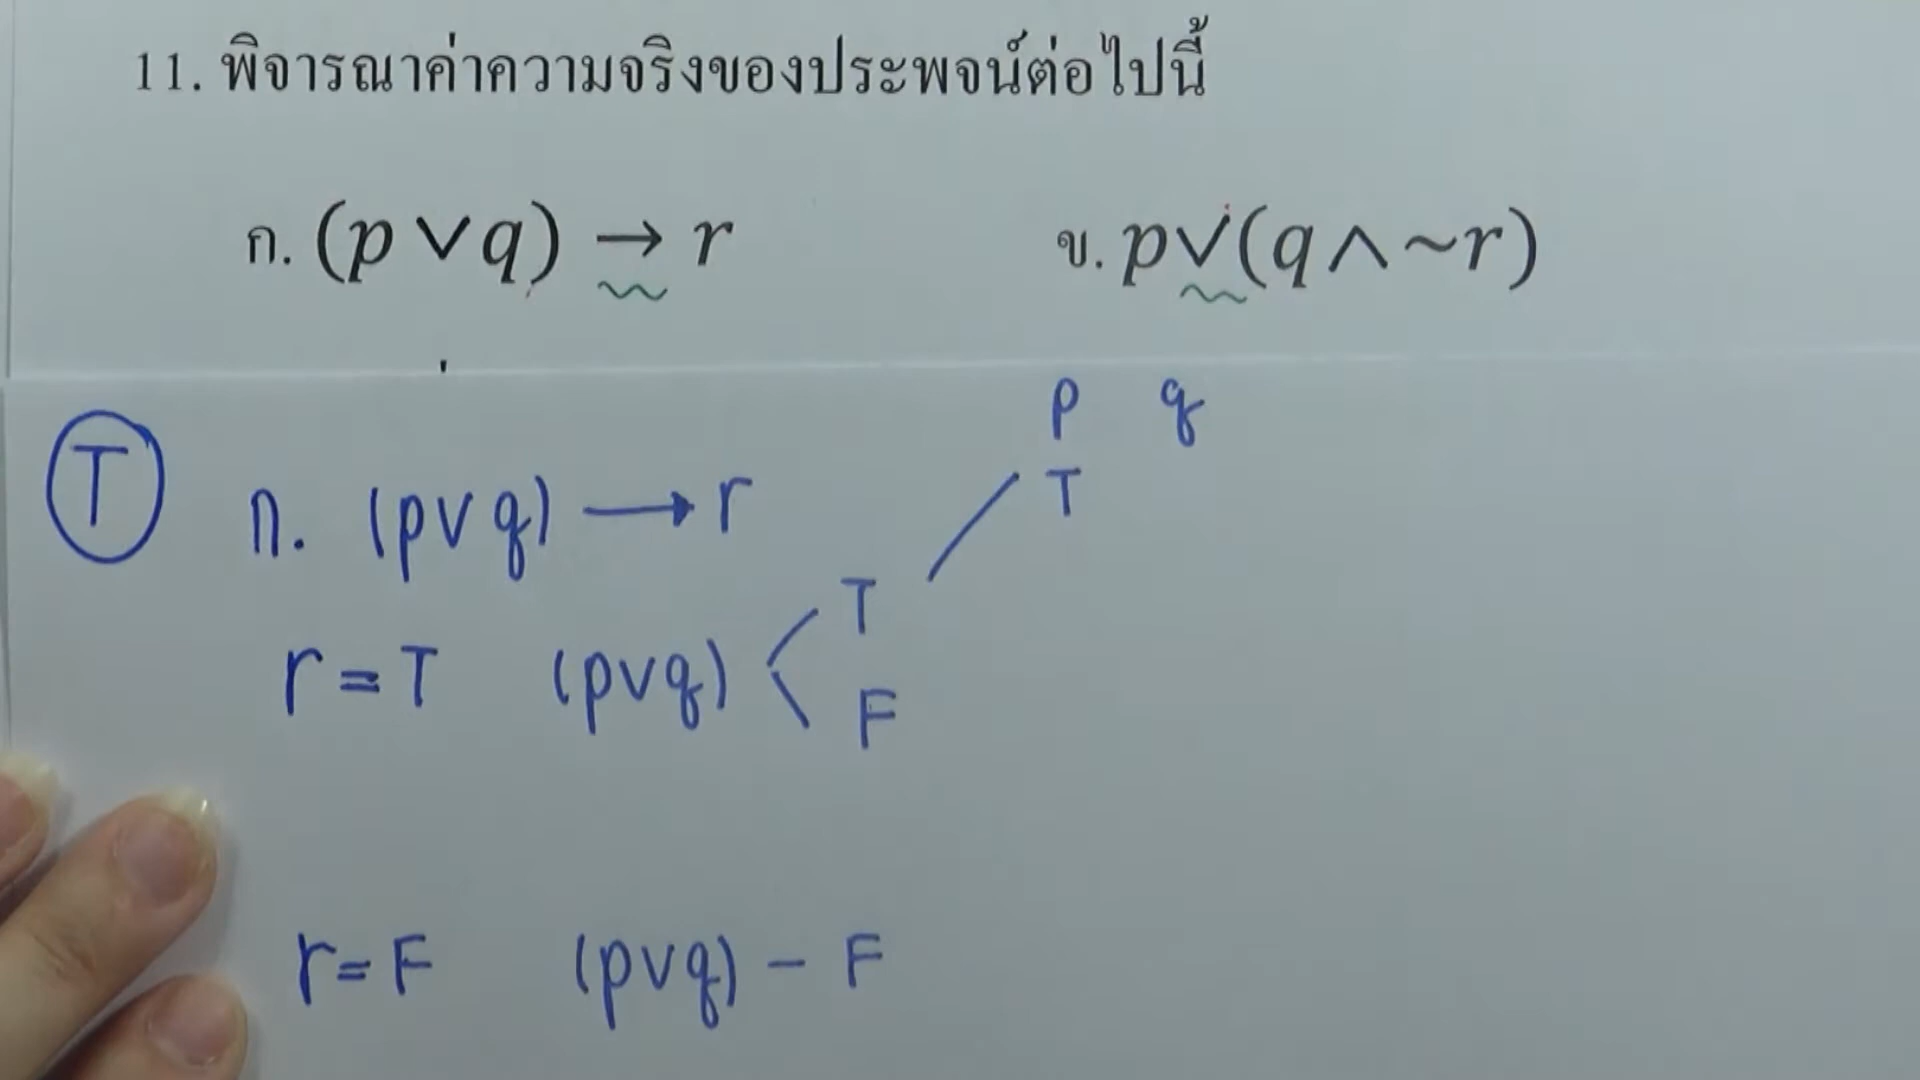 11. พิจารณาค่าความจริงของประพจน์ต่อไปนี้
ก. (p ∨ q) → r
ข. p∨(q ∧ ~r)
p q
T
T
ก. (p∨q) → r
T
r = T (p∨q)
F
r = F (p∨q) - F